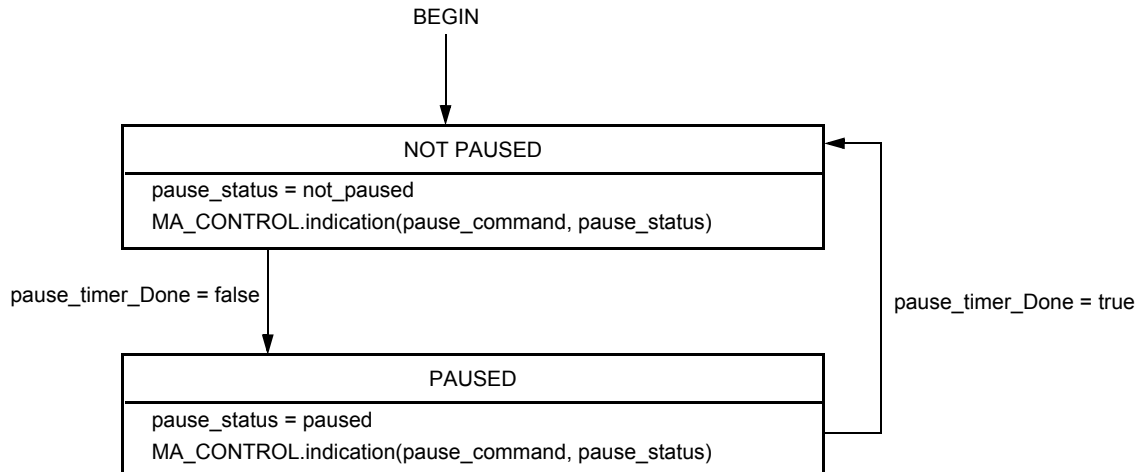 BEGIN
NOT PAUSED
pause_status = not_paused
MA_CONTROL.indication(pause_command, pause_status)
pause_timer_Done = false
pause_timer_Done = true
PAUSED
pause_status = paused
MA_CONTROL.indication(pause_command, pause_status)